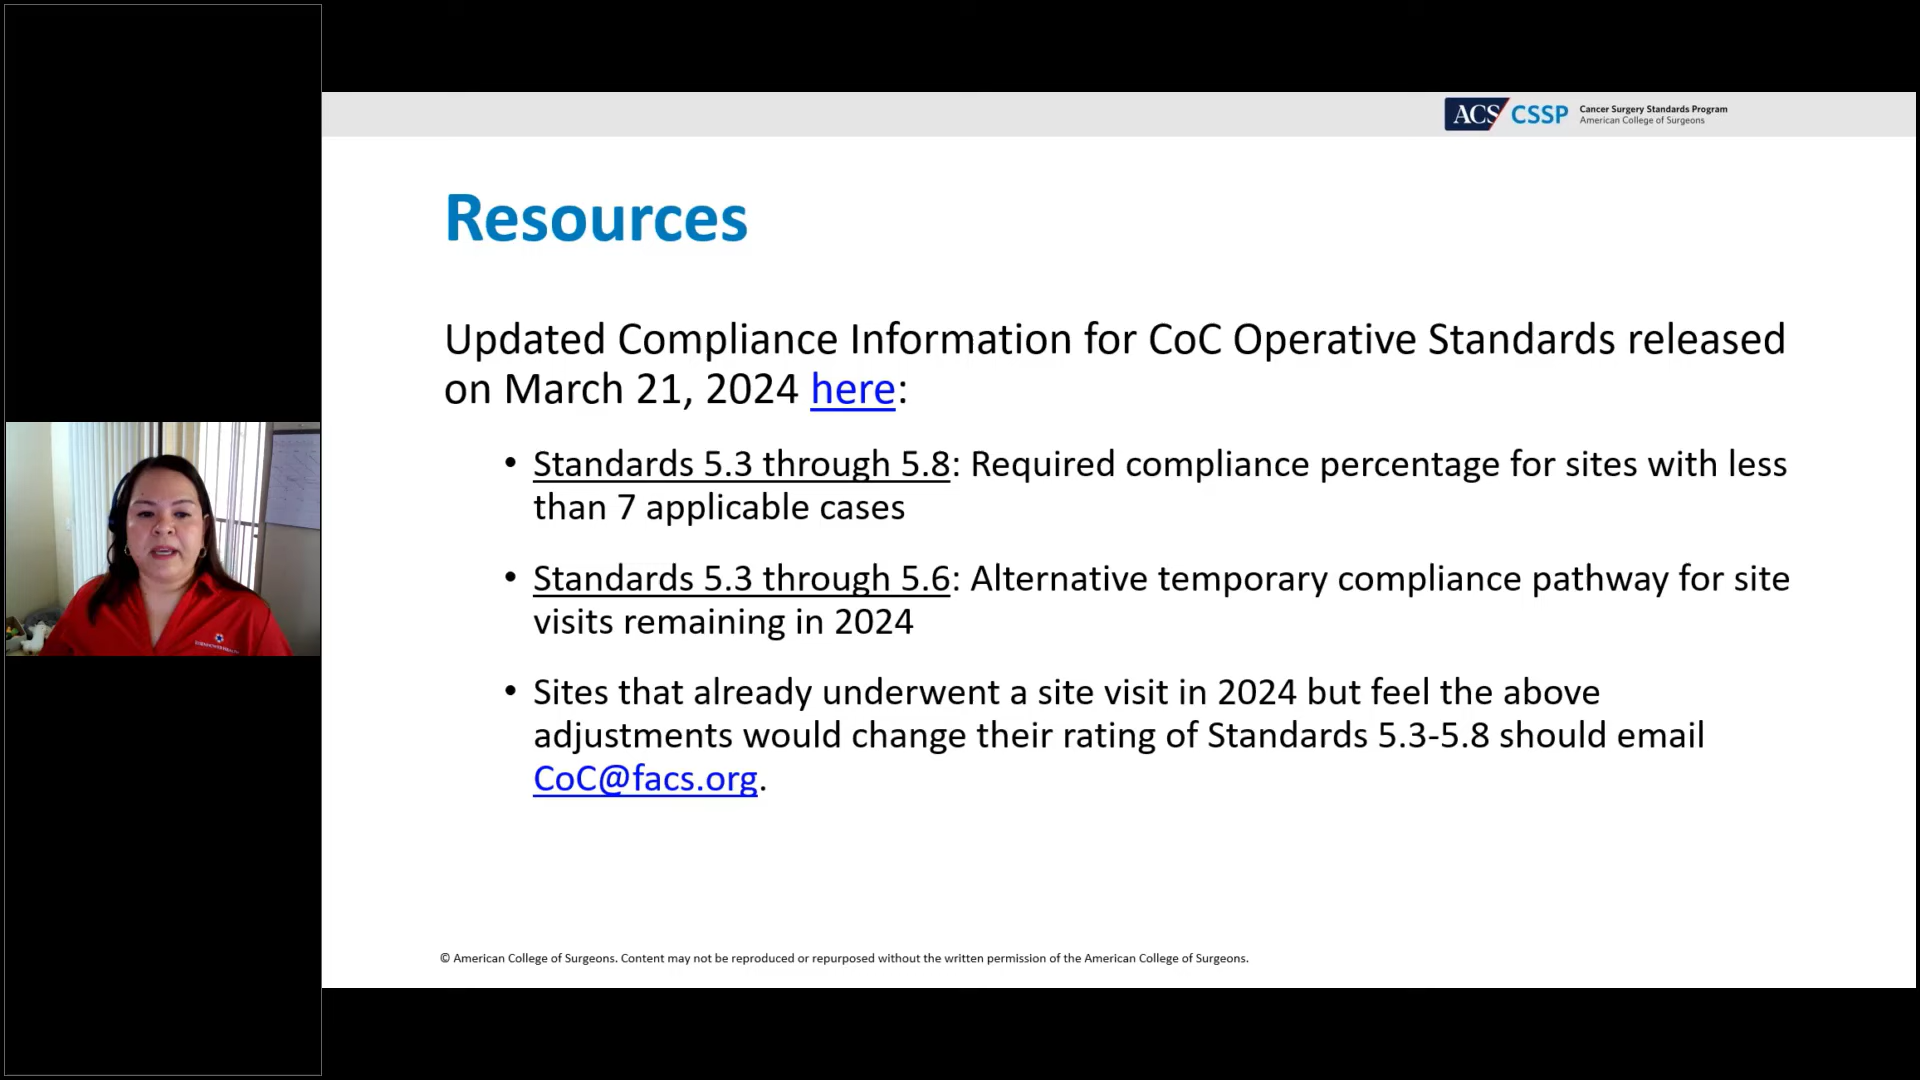 ACS CSSP Cancer Surgery Standards Program
American College of Surgeons
Resources
Updated Compliance Information for CoC Operative Standards released
on March 21, 2024 here:
• Standards 5.3 through 5.8: Required compliance percentage for sites with less
than 7 applicable cases
• Standards 5.3 through 5.6: Alternative temporary compliance pathway for site
visits remaining in 2024
• Sites that already underwent a site visit in 2024 but feel the above
adjustments would change their rating of Standards 5.3-5.8 should email
CoC@facs.org.
© American College of Surgeons. Content may not be reproduced or repurposed without the written permission of the American College of Surgeons.